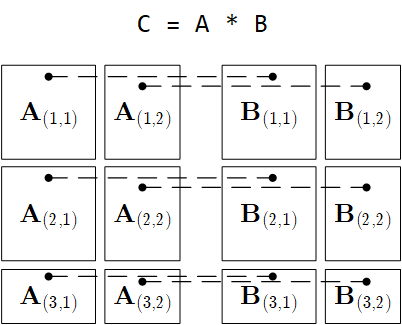 C = A * B
A(1,1) A(1,2) B(1,1) B(1,2)
A(2,1) A(2,2) B(2,1) B(2,2)
A(3,1) A(3,2) B(3,1) B(3,2)